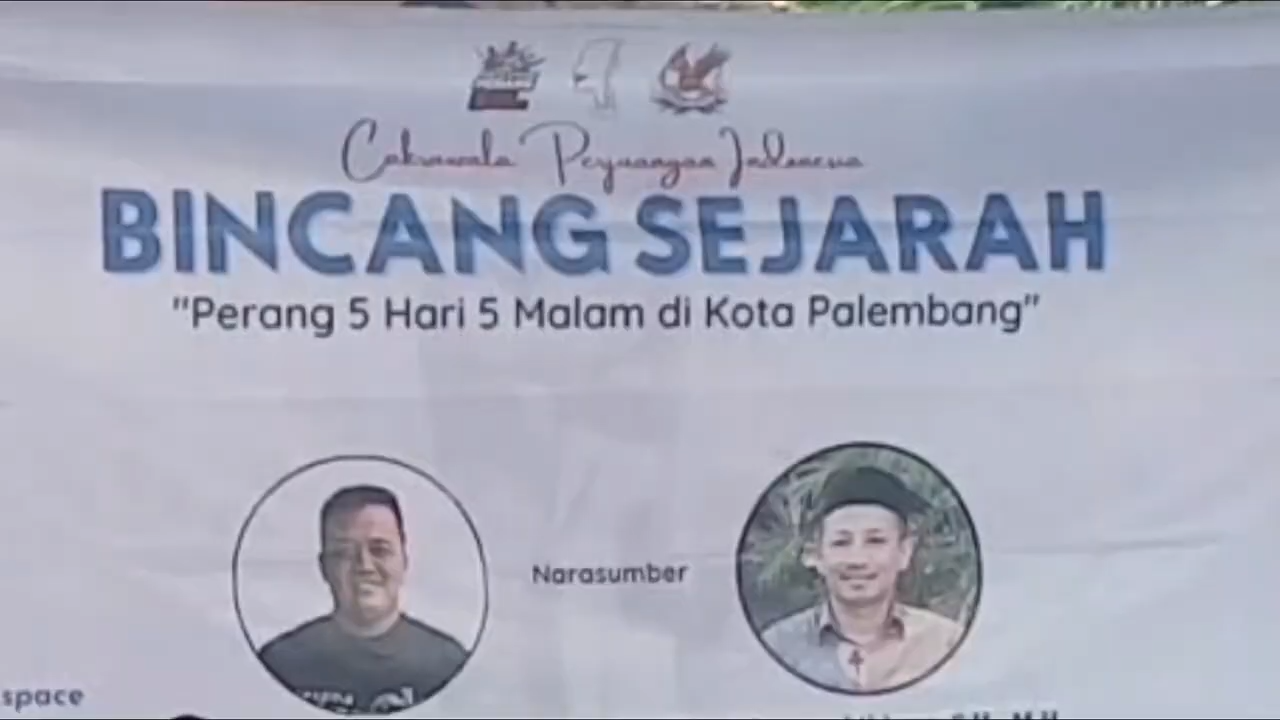 Cakrawala Perjuangan Indonesia
BINCANG SEJARAH
"Perang 5 Hari 5 Malam di Kota Palembang"
Narasumber
space